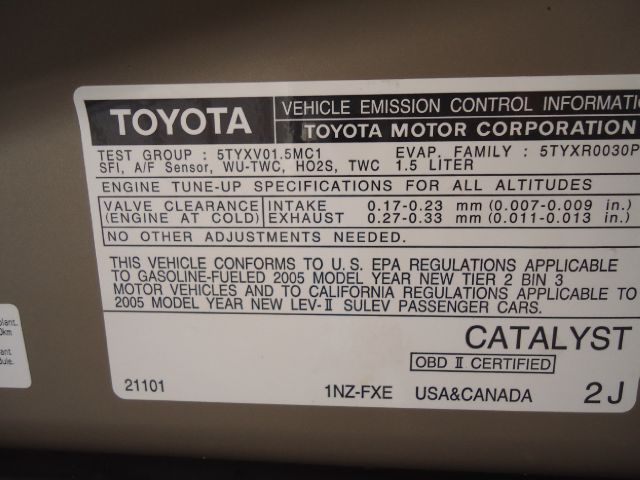 TOYOTA
VEHICLE EMISSION CONTROL
TOYOTA MOTOR CORPORATION
TEST GROUP : 5TYXV01.5MC1 EVAP. FAMILY : 5TYXR0030P
SFI, A/F Sensor, WU-TWC, HO2S, TWC 1.5 LITER
ENGINE TUNE-UP SPECIFICATIONS FOR ALL ALTITUDES
VALVE CLEARANCE INTAKE 0.17-0.23 mm (0.007-0.009 in.)
(ENGINE AT COLD) EXHAUST 0.27-0.33 mm (0.011-0.013 in.)
NO OTHER ADJUSTMENTS NEEDED.
THIS VEHICLE CONFORMS TO U.S. EPA REGULATIONS APPLICABLE
TO GASOLINE-FUELED 2005 MODEL YEAR NEW TIER 2 BIN 3
MOTOR VEHICLES AND TO CALIFORNIA REGULATIONS APPLICABLE TO
2005 MODEL YEAR NEW LEV-II SULEV PASSENGER CARS.
CATALYST
OBD II CERTIFIED
21101 1NZ-FXE USA&CANADA 2J